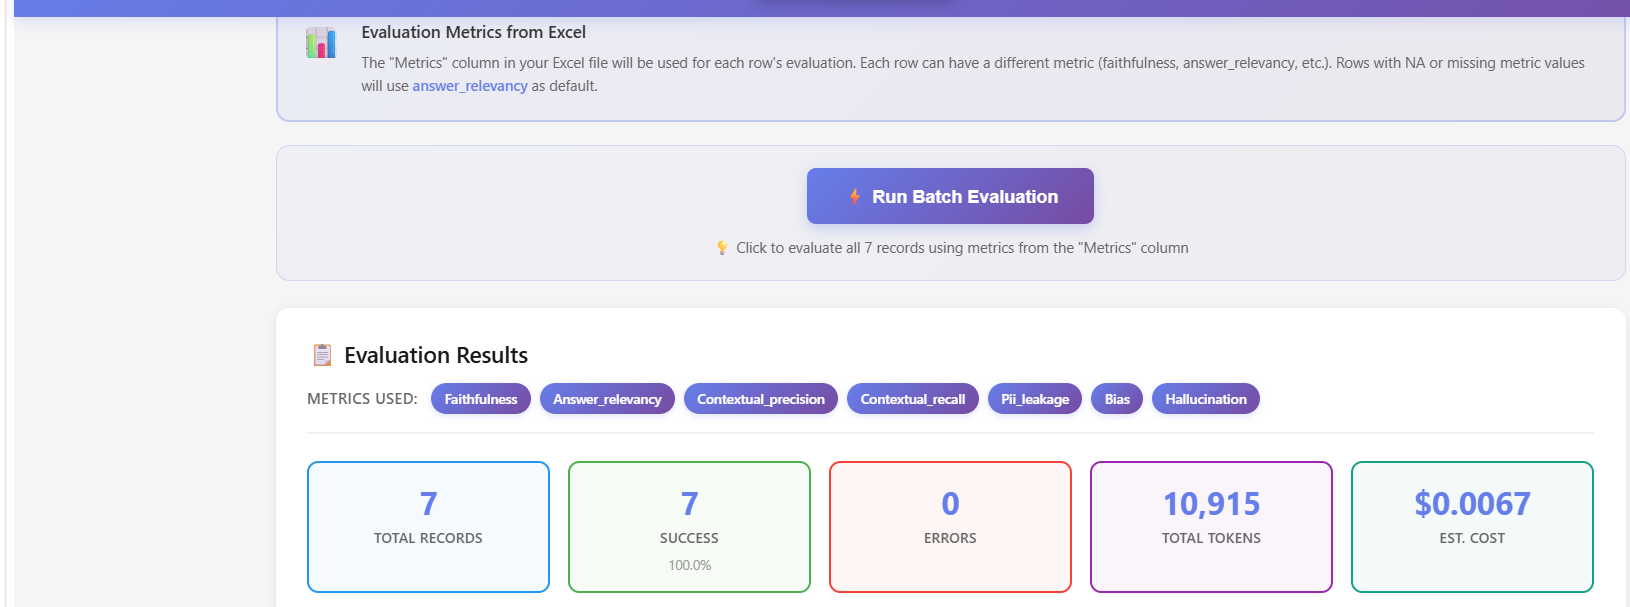 Evaluation Metrics from Excel
The "Metrics" column in your Excel file will be used for each row's evaluation. Each row can have a different metric (faithfulness, answer_relevancy, etc.). Rows with NA or missing metric values
will use answer_relevancy as default.
Run Batch Evaluation
Click to evaluate all 7 records using metrics from the "Metrics" column
Evaluation Results
METRICS USED: Faithfulness Answer_relevancy Contextual_precision Contextual_recall Pii_leakage Bias Hallucination
7
TOTAL RECORDS
7
SUCCESS
100.0%
0
ERRORS
10,915
TOTAL TOKENS
$0.0067
EST. COST